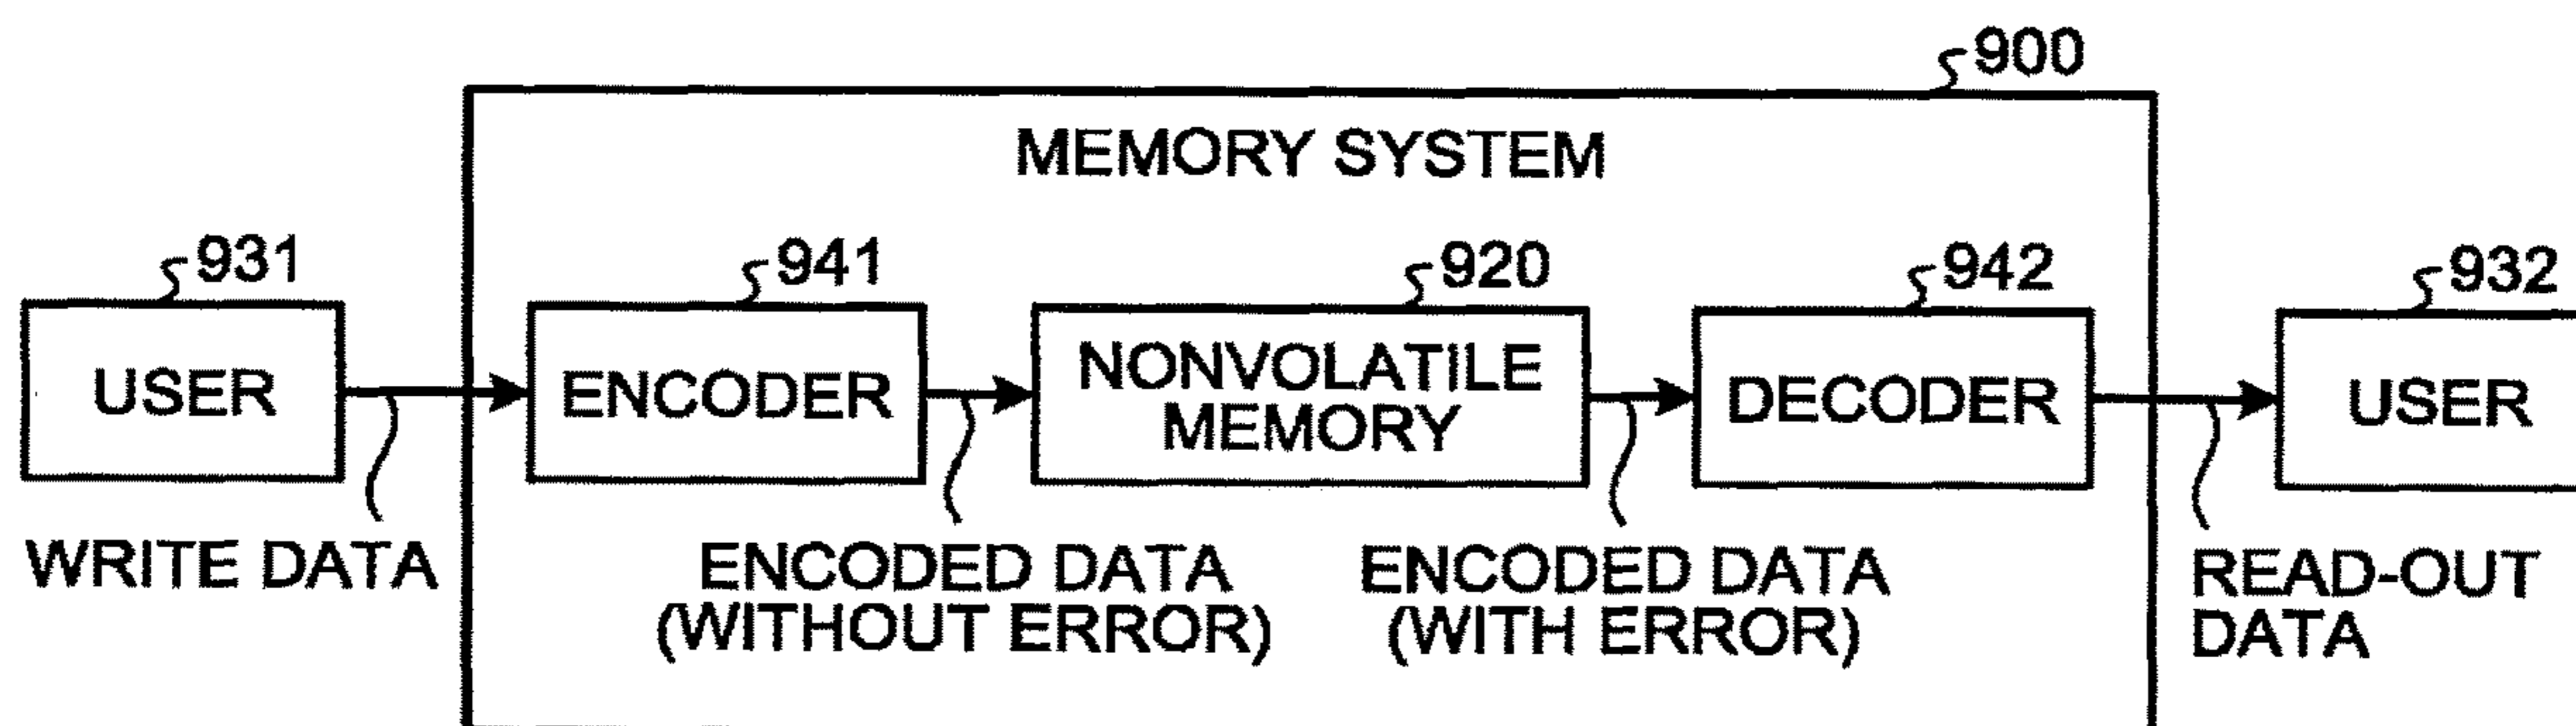 900
MEMORY SYSTEM
931
941
920
942
932
USER
ENCODER
NONVOLATILE
MEMORY
DECODER
USER
WRITE DATA
ENCODED DATA
(WITHOUT ERROR)
ENCODED DATA
(WITH ERROR)
READ-OUT
DATA